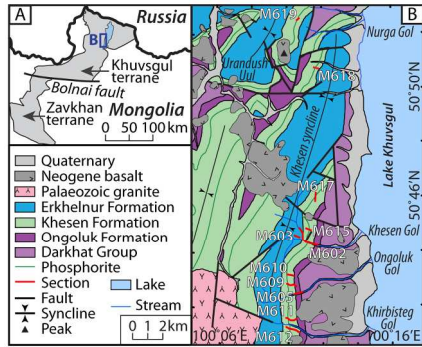 A
Russia
B
Khuvsgul
terrane
Bolnai fault
Zavkhan
terrane
Mongolia
0 50 100
km
Quaternary
Neogene basalt
Palaeozoic granite
Erkhelnur Formation
Khesen Formation
Ongoluk Formation
Darkhat Group
Phosphorite
Section
Fault
Syncline
Peak
Lake
Stream
0 1 2km
B
M619
Nurga Gol
Urandush
Uul
M618
50°50'N
Khesen syncline
Lake Khuvsgul
50°46'N
M617
M615
Khesen Gol
M603
M602
Ongoluk
Gol
M610
M609
M605
M611
Khirbisteg
Gol
M612
100°06'E
100°16'E